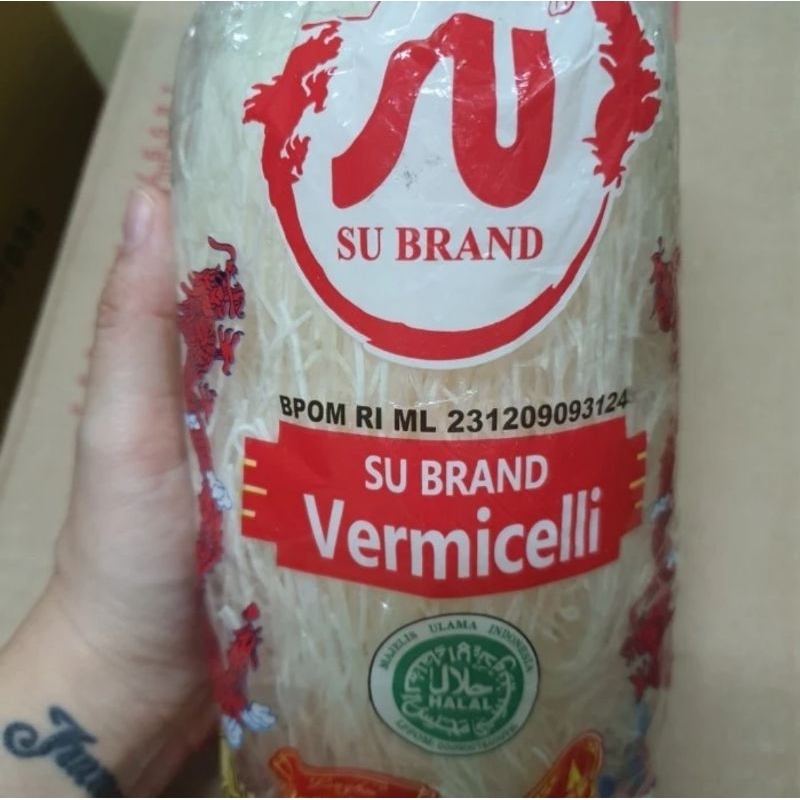 SU BRAND
BPOM RI ML 231209093124
SU BRAND
Vermicelli
MAJELIS ULAMA INDONESIA
حلال
HALAL